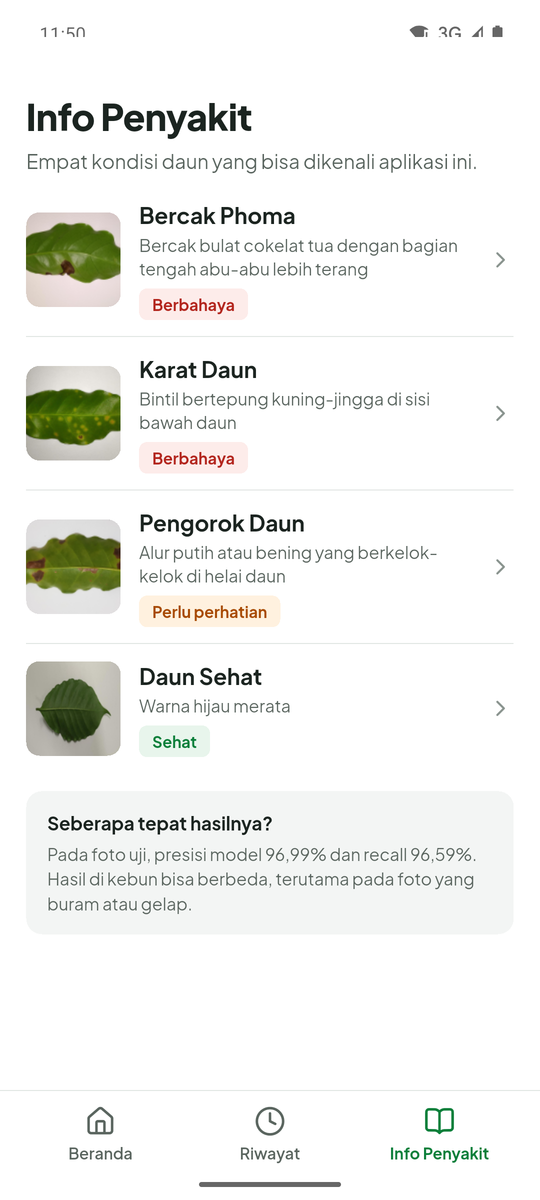 11:50
3G
Info Penyakit
Empat kondisi daun yang bisa dikenali aplikasi ini.
Bercak Phoma
Bercak bulat cokelat tua dengan bagian
tengah abu-abu lebih terang
Berbahaya
Karat Daun
Bintil bertepung kuning-jingga di sisi
bawah daun
Berbahaya
Pengorok Daun
Alur putih atau bening yang berkelok-
kelok di helai daun
Perlu perhatian
Daun Sehat
Warna hijau merata
Sehat
Seberapa tepat hasilnya?
Pada foto uji, presisi model 96,99% dan recall 96,59%.
Hasil di kebun bisa berbeda, terutama pada foto yang
buram atau gelap.
Beranda
Riwayat
Info Penyakit